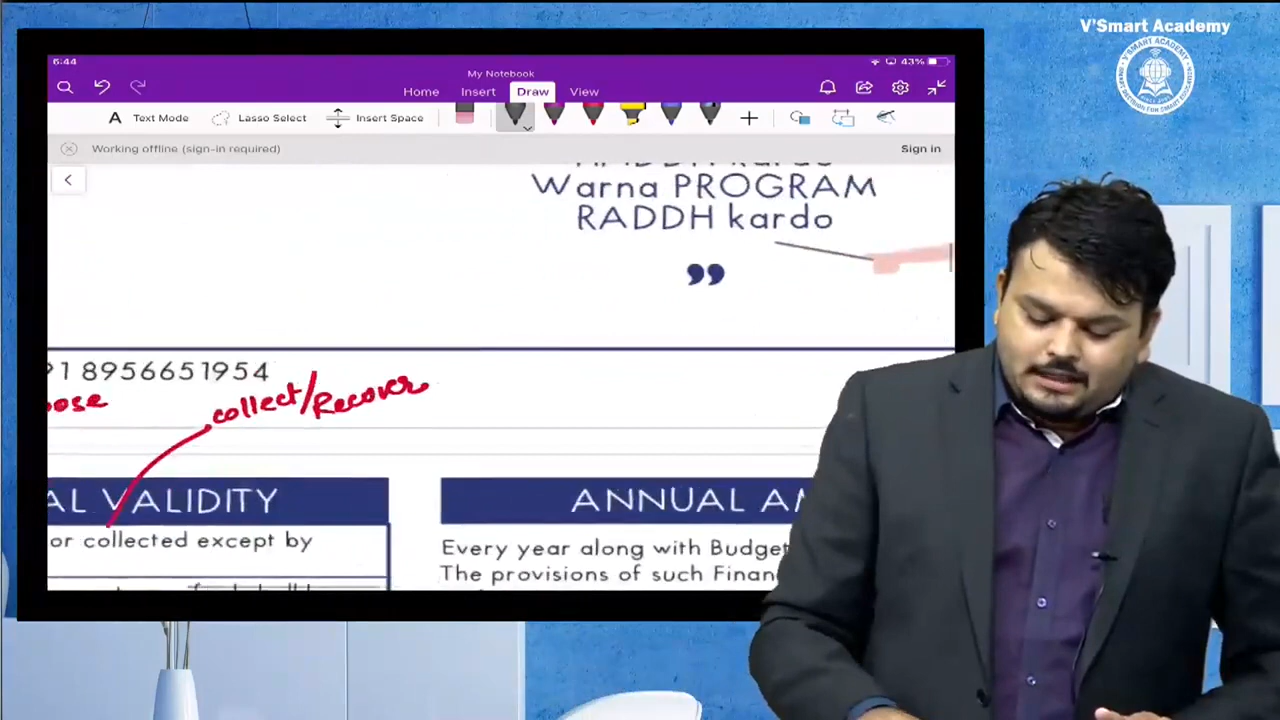 V'Smart Academy
6:44
43%
My Notebook
Home Insert Draw View
Text Mode Lasso Select Insert Space
Working offline (sign-in required) Sign in
Warna PROGRAM
RADDH kardo
”
91 8956651954
collect/Recover
AL VALIDITY
or collected except by
ANNUAL
Every year along with Budget
The provisions of such